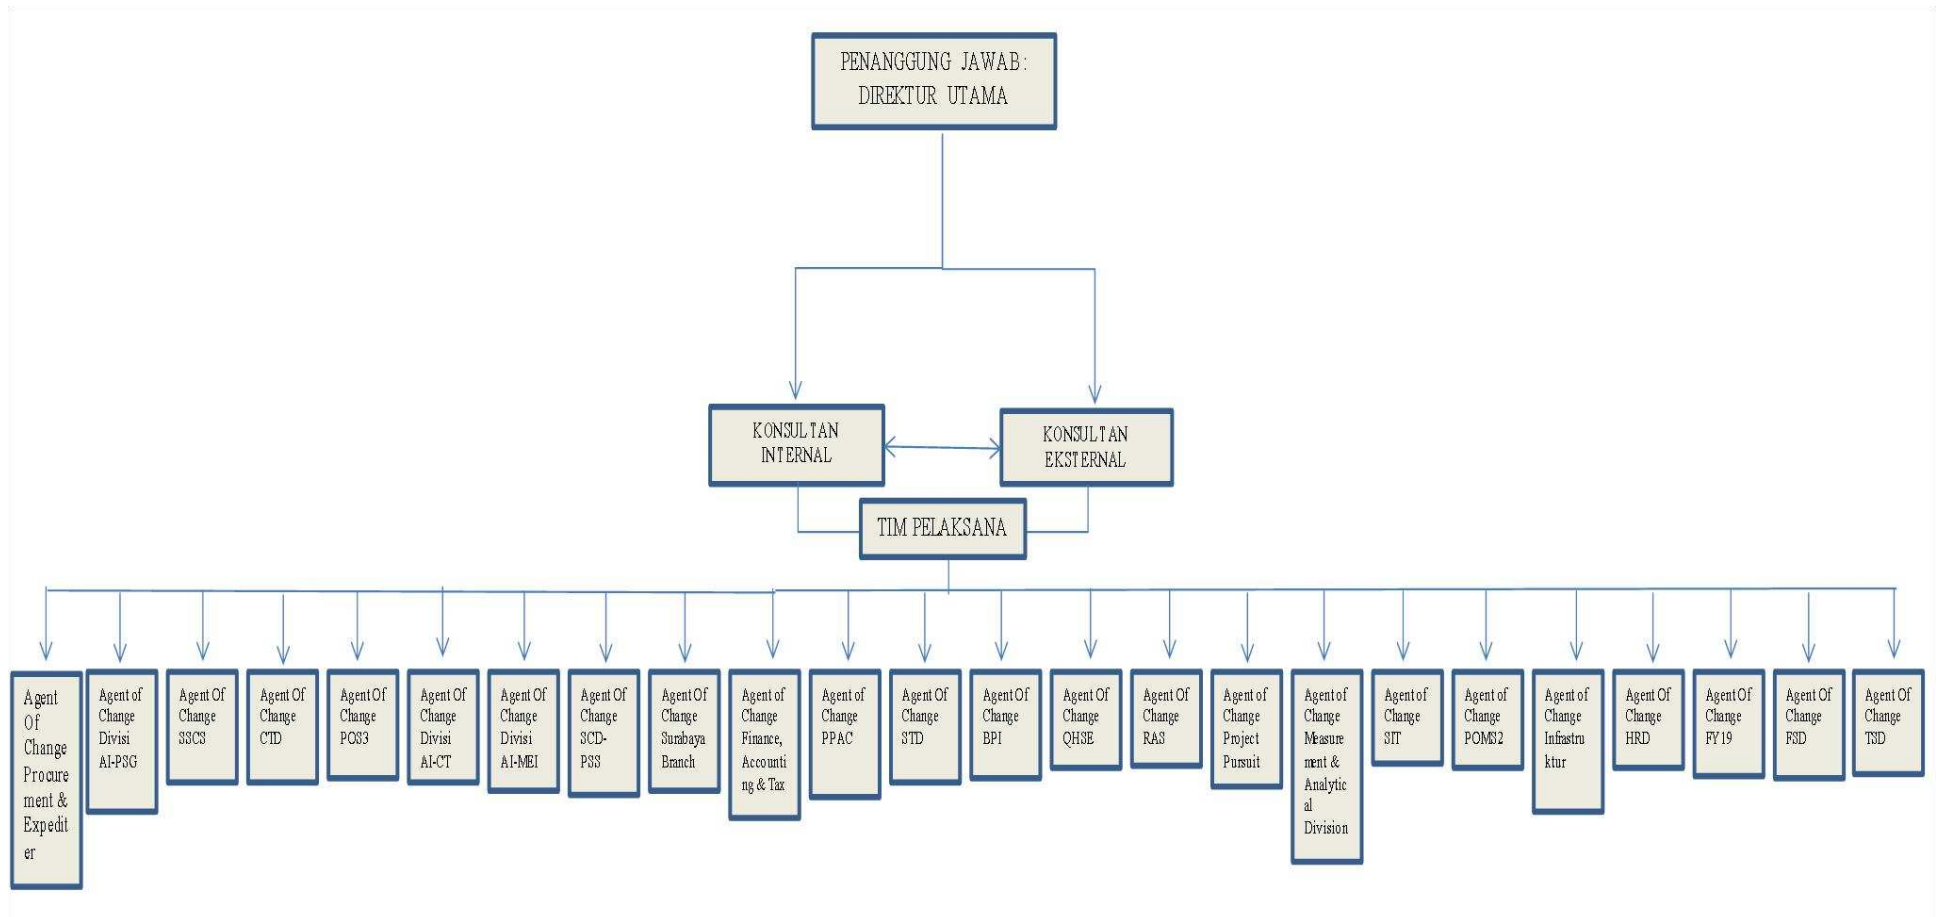 PENANGGUNG JAWAB:
DIREKTUR UTAMA
KONSULTAN
INTERNAL
KONSULTAN
EKSTERNAL
TIM PELAKSANA
Agent
Of
Change
Procure
ment &
Expedit
er
Agent of
Change
Divisi
AI-PSG
Agent Of
Change
SSCS
Agent Of
Change
CTD
Agent Of
Change
POS3
Agent Of
Change
Divisi
AI-CT
Agent Of
Change
Divisi
AI-MEI
Agent Of
Change
SCD-
PSS
Agent Of
Change
Surabaya
Branch
Agent of
Change
Finance,
Accounti
ng & Tax
Agent of
Change
PPAC
Agent Of
Change
STD
Agent of
Change
BPI
Agent Of
Change
QHSE
Agent Of
Change
RAS
Agent of
Change
Project
Pursuit
Agent of
Change
Measure
ment &
Analytic
al
Division
Agent of
Change
SIT
Agent of
Change
POMS2
Agent of
Change
Infrastru
ktur
Agent Of
Change
HRD
Agent Of
Change
FY19
Agent Of
Change
FSD
Agent Of
Change
TSD